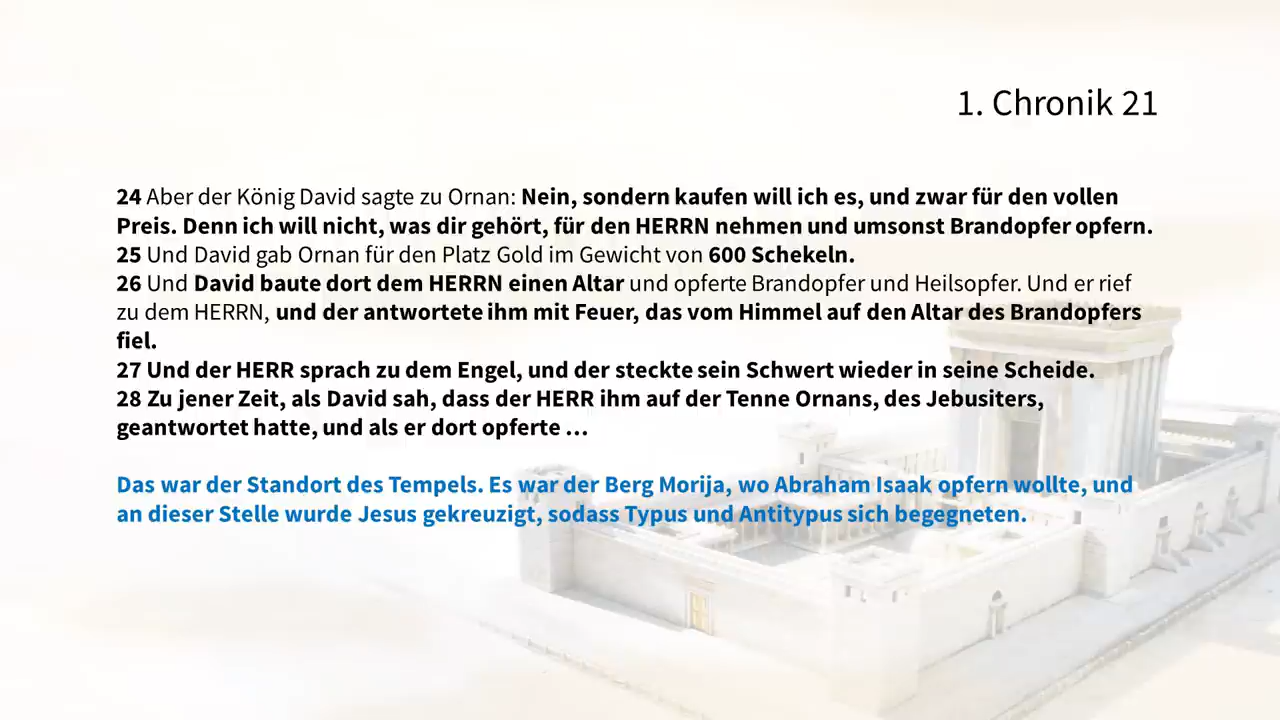 1. Chronik 21
24 Aber der König David sagte zu Ornan: Nein, sondern kaufen will ich es, und zwar für den vollen
Preis. Denn ich will nicht, was dir gehört, für den HERRN nehmen und umsonst Brandopfer opfern.
25 Und David gab Ornan für den Platz Gold im Gewicht von 600 Schekeln.
26 Und David baute dort dem HERRN einen Altar und opferte Brandopfer und Heilsopfer. Und er rief
zu dem HERRN, und der antwortete ihm mit Feuer, das vom Himmel auf den Altar des Brandopfers
fiel.
27 Und der HERR sprach zu dem Engel, und der steckte sein Schwert wieder in seine Scheide.
28 Zu jener Zeit, als David sah, dass der HERR ihm auf der Tenne Ornans, des Jebusiters,
geantwortet hatte, und als er dort opferte ...
Das war der Standort des Tempels. Es war der Berg Morija, wo Abraham Isaak opfern wollte, und
an dieser Stelle wurde Jesus gekreuzigt, sodass Typus und Antitypus sich begegneten.